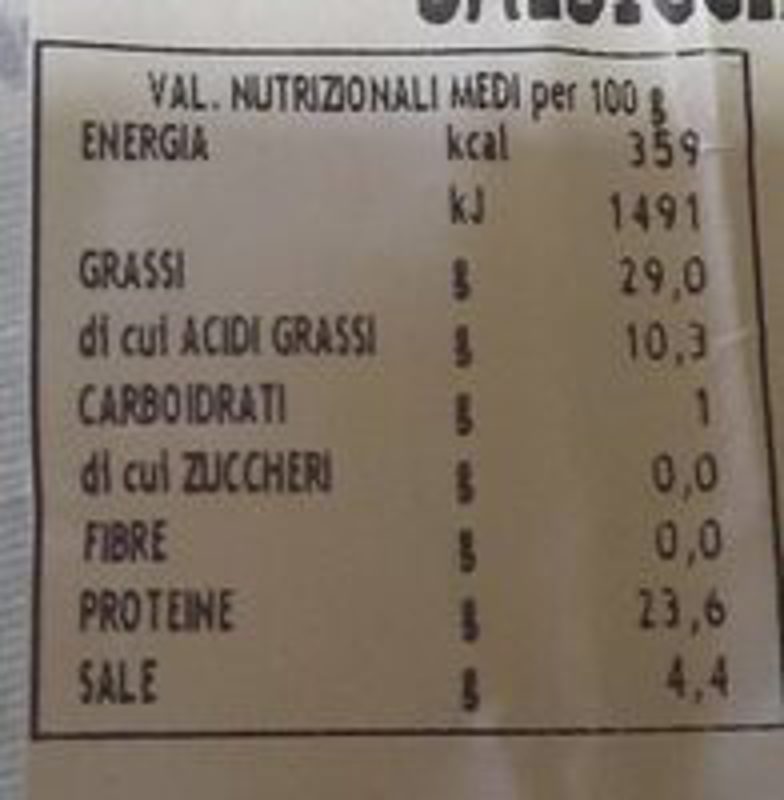 VAL. NUTRIZIONALI MEDI per 100 g
ENERGIA kcal 359
kJ 1491
GRASSI g 29,0
di cui ACIDI GRASSI g 10,3
CARBOIDRATI g 1
di cui ZUCCHERI g 0,0
FIBRE g 0,0
PROTEINE g 23,6
SALE g 4,4